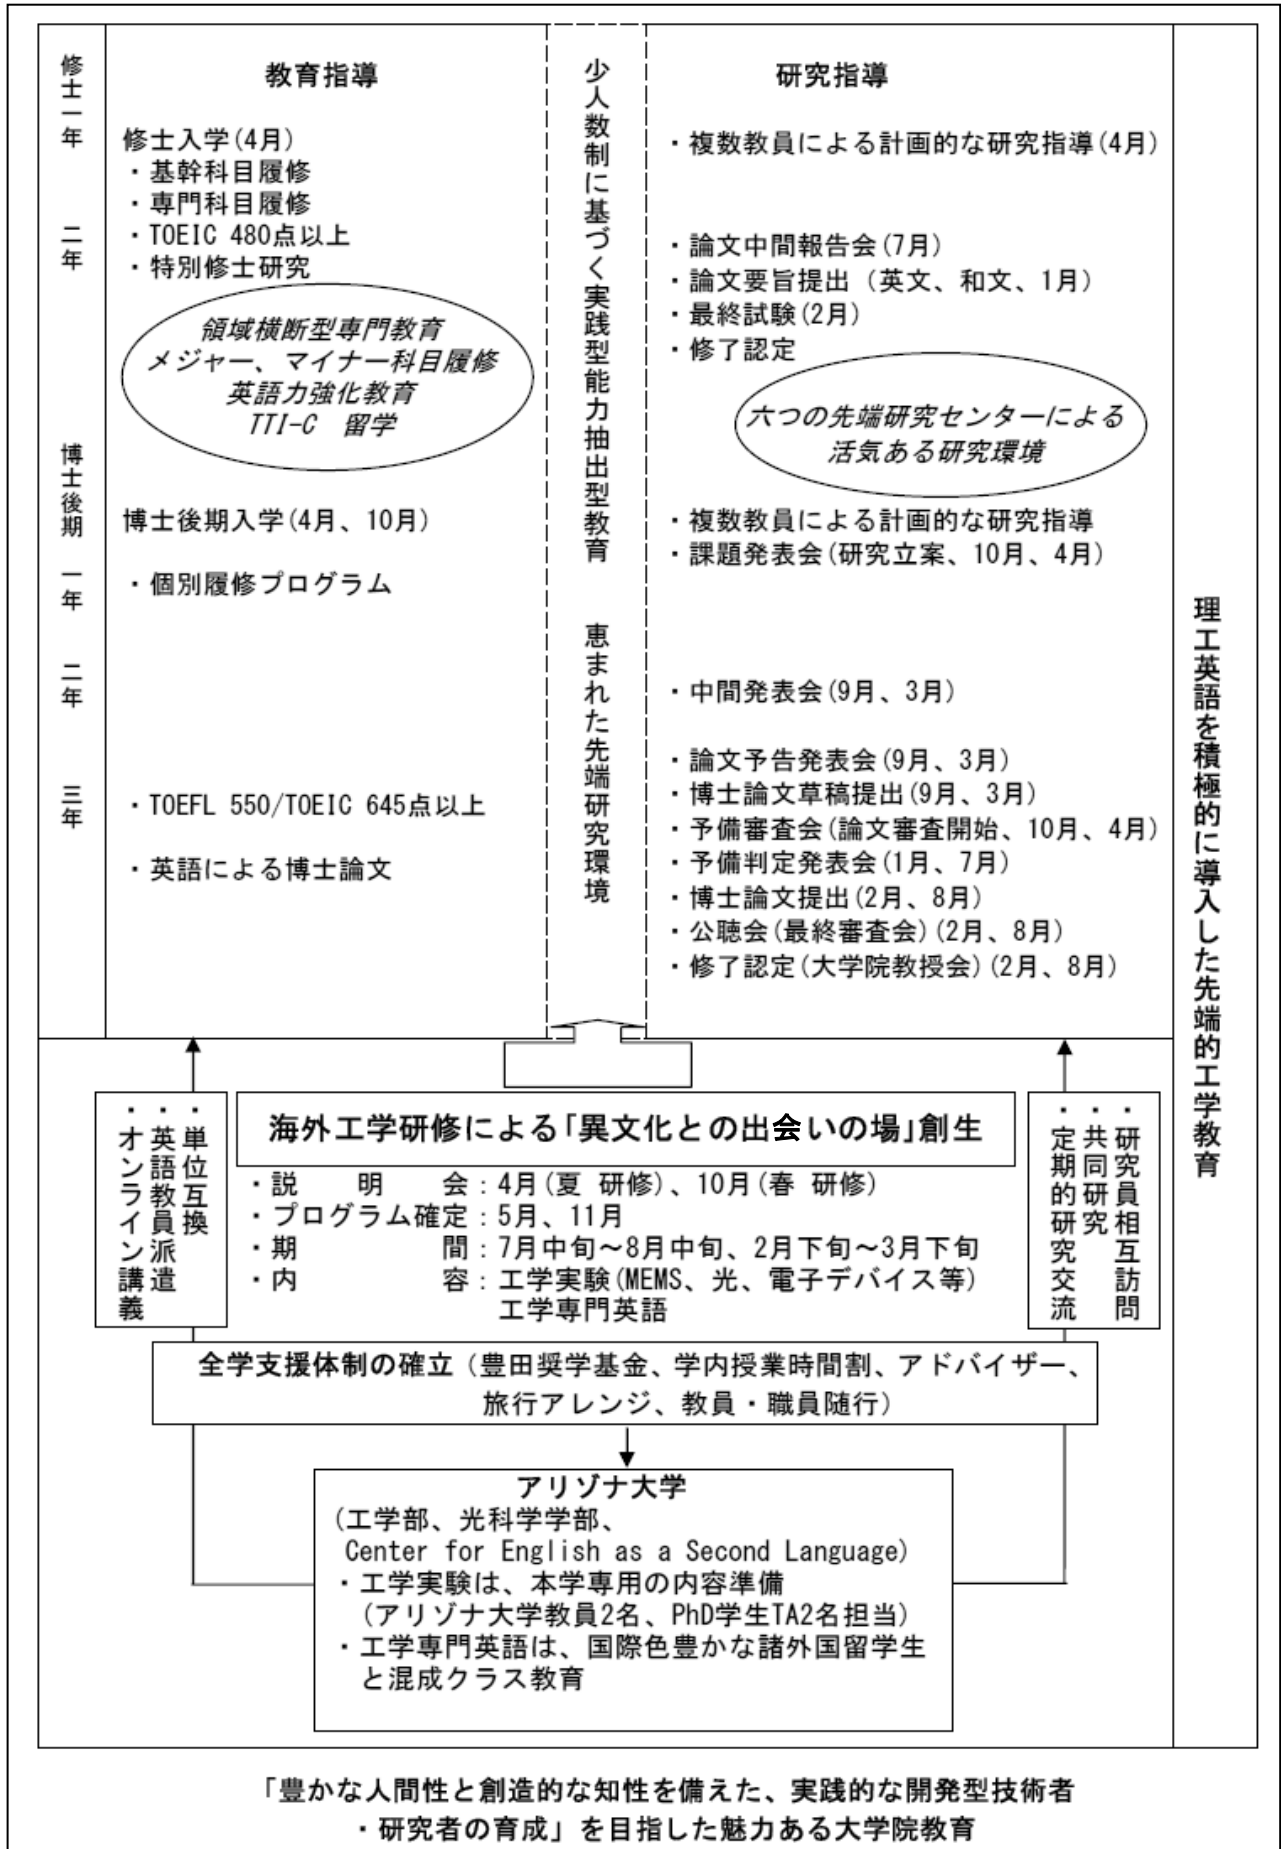 修士一年
二年
博士後期
一年
二年
三年
教育指導
修士入学(4月)
・基幹科目履修
・専門科目履修
・TOEIC 480点以上
・特別修士研究
領域横断型専門教育
メジャー、マイナー科目履修
英語力強化教育
TTI-C 留学
博士後期入学(4月、10月)
・個別履修プログラム
・TOEFL 550/TOEIC 645点以上
・英語による博士論文
少人数制に基づく実践型能力抽出型教育
恵まれた先端研究環境
研究指導
・複数教員による計画的な研究指導(4月)
・論文中間報告会(7月)
・論文要旨提出（英文、和文、1月）
・最終試験(2月)
・修了認定
六つの先端研究センターによる
活気ある研究環境
・複数教員による計画的な研究指導
・課題発表会(研究立案、10月、4月)
・中間発表会(9月、3月)
・論文予告発表会(9月、3月)
・博士論文草稿提出(9月、3月)
・予備審査会(論文審査開始、10月、4月)
・予備判定発表会(1月、7月)
・博士論文提出(2月、8月)
・公聴会(最終審査会)(2月、8月)
・修了認定(大学院教授会)(2月、8月)
理工英語を積極的に導入した先端的工学教育
・単位互換
・英語教員派遣
・オンライン講義
海外工学研修による「異文化との出会いの場」創生
・説　明　会：4月(夏 研修)、10月(春 研修)
・プログラム確定：5月、11月
・期　　間：7月中旬～8月中旬、2月下旬～3月下旬
・内　　容：工学実験(MEMS、光、電子デバイス等)
工学専門英語
・研究員相互訪問
・共同研究
・定期的研究交流
全学支援体制の確立（豊田奨学基金、学内授業時間割、アドバイザー、
旅行アレンジ、教員・職員随行）
アリゾナ大学
(工学部、光科学学部、
Center for English as a Second Language)
・工学実験は、本学専用の内容準備
（アリゾナ大学教員2名、PhD学生TA2名担当）
・工学専門英語は、国際色豊かな諸外国留学生
と混成クラス教育
「豊かな人間性と創造的な知性を備えた、実践的な開発型技術者
・研究者の育成」を目指した魅力ある大学院教育